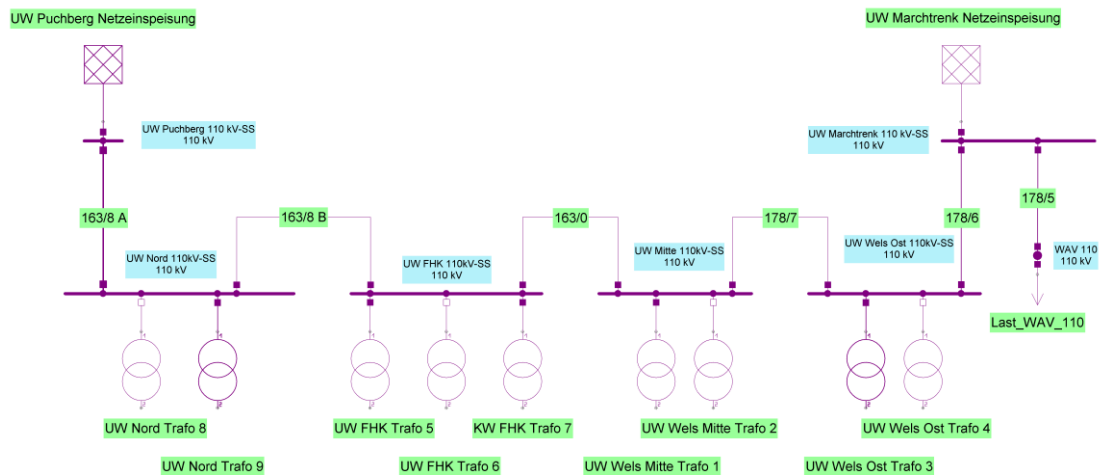 UW Puchberg Netzeinspeisung
UW Marchtrenk Netzeinspeisung
UW Puchberg 110 kV-SS
110 kV
UW Marchtrenk 110 kV-SS
110 kV
163/8 A
163/8 B
163/0
178/7
178/6
178/5
UW Nord 110kV-SS
110 kV
UW FHK 110kV-SS
110 kV
UW Mitte 110kV-SS
110 kV
UW Wels Ost 110kV-SS
110 kV
WAV 110
110 kV
Last_WAV_110
UW Nord Trafo 8
UW FHK Trafo 5
KW FHK Trafo 7
UW Wels Mitte Trafo 2
UW Wels Ost Trafo 4
UW Nord Trafo 9
UW FHK Trafo 6
UW Wels Mitte Trafo 1
UW Wels Ost Trafo 3